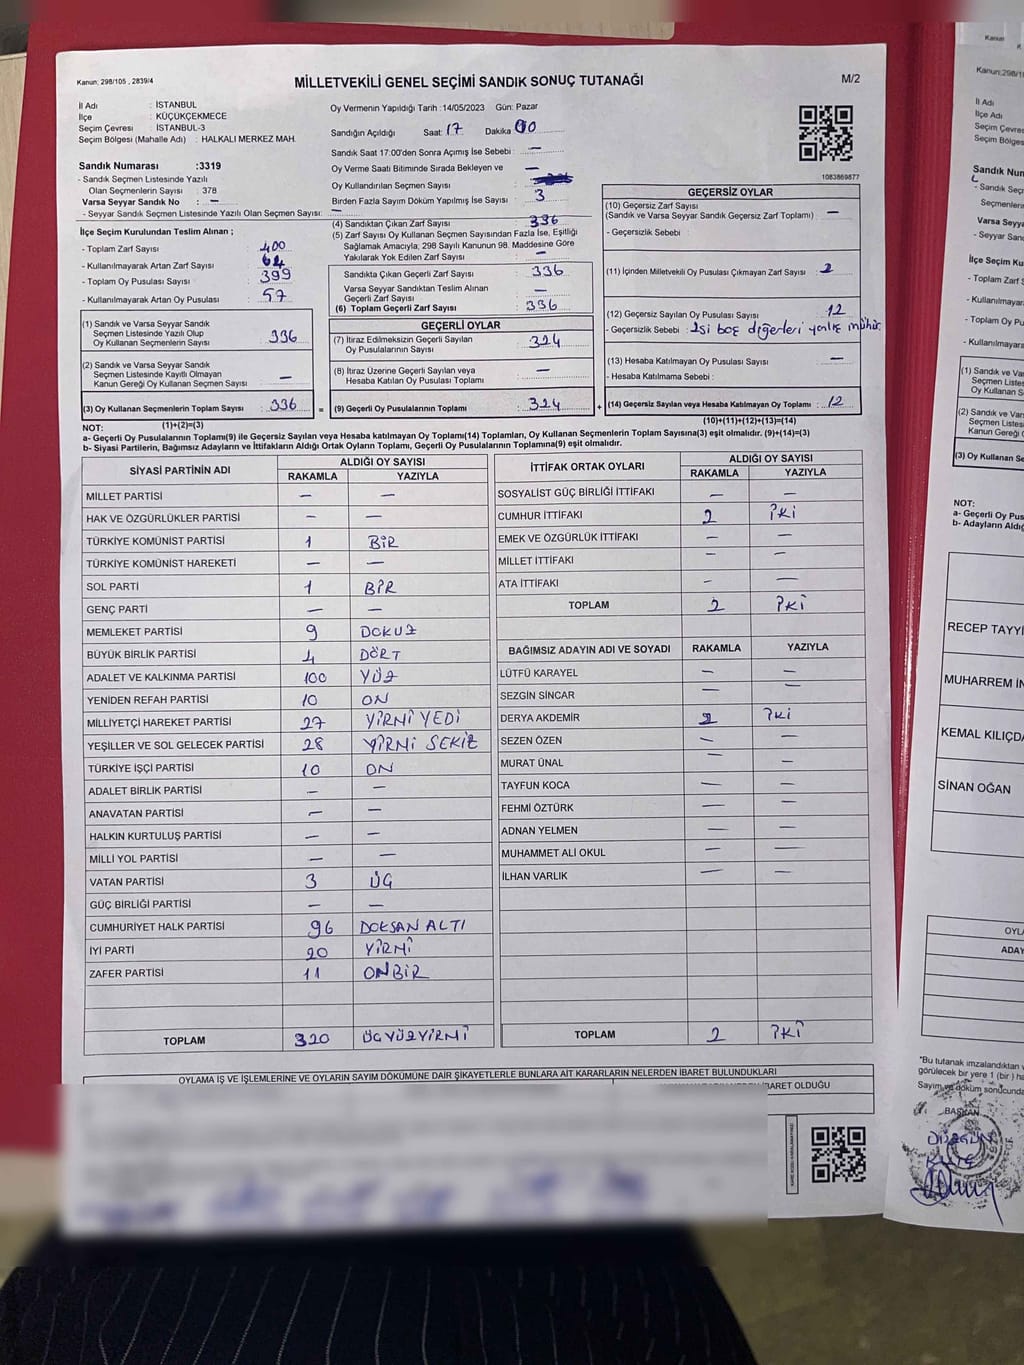 Kanun: 298/105 , 2839/4
MİLLETVEKİLİ GENEL SEÇİMİ SANDIK SONUÇ TUTANAĞI
M/2
İl Adı : İSTANBUL
İlçe : KÜÇÜKÇEKMECE
Seçim Çevresi : İSTANBUL-3
Seçim Bölgesi (Mahalle Adı) : HALKALI MERKEZ MAH.
Sandık Numarası :3319
- Sandık Seçmen Listesinde Yazılı
Olan Seçmenlerin Sayısı : 378
Varsa Seyyar Sandık No : —
- Seyyar Sandık Seçmen Listesinde Yazılı Olan Seçmen Sayısı: —
İlçe Seçim Kurulundan Teslim Alınan ;
- Toplam Zarf Sayısı : 400
- Kullanılmayarak Artan Zarf Sayısı : 64
- Toplam Oy Pusulası Sayısı : 399
- Kullanılmayarak Artan Oy Pusulası : 57
(1) Sandık ve Varsa Seyyar Sandık
Seçmen Listesinde Yazılı Olup
Oy Kullanan Seçmenlerin Sayısı : 336
(2) Sandık ve Varsa Seyyar Sandık
Seçmen Listesinde Kayıtlı Olmayan
Kanun Gereği Oy Kullanan Seçmen Sayısı : —
(3) Oy Kullanan Seçmenlerin Toplam Sayısı : 336
(1)+(2)=(3)
Oy Vermenin Yapıldığı Tarih :14/05/2023 Gün: Pazar
Sandığın Açıldığı Saat: 17 Dakika 00
Sandık Saat 17:00'den Sonra Açımış İse Sebebi : —
Oy Verme Saati Bitiminde Sırada Bekleyen ve
Oy Kullandırılan Seçmen Sayısı : —
Birden Fazla Sayım Döküm Yapılmış İse Sayısı : 3
(4) Sandıktan Çıkan Zarf Sayısı : 336
(5) Zarf Sayısı Oy Kullanan Seçmen Sayısından Fazla İse, Eşitliği
Sağlamak Amacıyla; 298 Sayılı Kanunun 98. Maddesine Göre
Yakılarak Yok Edilen Zarf Sayısı : —
Sandıkta Çıkan Geçerli Zarf Sayısı : 336
Varsa Seyyar Sandıktan Teslim Alınan
Geçerli Zarf Sayısı : —
(6) Toplam Geçerli Zarf Sayısı : 336
GEÇERLİ OYLAR
(7) İtiraz Edilmeksizin Geçerli Sayılan
Oy Pusulalarının Sayısı : 324
(8) İtiraz Üzerine Geçerli Sayılan veya
Hesaba Katılan Oy Pusulası Toplamı : —
= (9) Geçerli Oy Pusulalarının Toplamı : 324 +
1083869877
GEÇERSİZ OYLAR
(10) Geçersiz Zarf Sayısı
(Sandık ve Varsa Seyyar Sandık Geçersiz Zarf Toplamı) : —
- Geçersizlik Sebebi :
(11) İçinden Milletvekili Oy Pusulası Çıkmayan Zarf Sayısı : 2
(12) Geçersiz Sayılan Oy Pusulası Sayısı : 12
- Geçersizlik Sebebi : 2si boş diğerleri yanlış mühür
(13) Hesaba Katılmayan Oy Pusulası Sayısı : —
- Hesaba Katılmama Sebebi :
(14) Geçersiz Sayılan veya Hesaba Katılmayan Oy Toplamı : 12
(10)+(11)+(12)+(13)=(14)
NOT:
a- Geçerli Oy Pusulalarının Toplamı(9) ile Geçersiz Sayılan veya Hesaba katılmayan Oy Toplamı(14) Toplamları, Oy Kullanan Seçmenlerin Toplam Sayısına(3) eşit olmalıdır. (9)+(14)=(3)
b- Siyasi Partilerin, Bağımsız Adayların ve İttifakların Aldığı Ortak Oyların Toplamı, Geçerli Oy Pusulalarının Toplamına(9) eşit olmalıdır.
SİYASİ PARTİNİN ADI ALDIĞI OY SAYISI
RAKAMLA YAZIYLA
MİLLET PARTİSİ — —
HAK VE ÖZGÜRLÜKLER PARTİSİ — —
TÜRKİYE KOMÜNİST PARTİSİ 1 BİR
TÜRKİYE KOMÜNİST HAREKETİ — —
SOL PARTİ 1 BİR
GENÇ PARTİ — —
MEMLEKET PARTİSİ 9 DOKUZ
BÜYÜK BİRLİK PARTİSİ 4 DÖRT
ADALET VE KALKINMA PARTİSİ 100 YÜZ
YENİDEN REFAH PARTİSİ 10 ON
MİLLİYETÇİ HAREKET PARTİSİ 27 YİRMİ YEDİ
YEŞİLLER VE SOL GELECEK PARTİSİ 28 YİRMİ SEKİZ
TÜRKİYE İŞÇİ PARTİSİ 10 ON
ADALET BİRLİK PARTİSİ — —
ANAVATAN PARTİSİ — —
HALKIN KURTULUŞ PARTİSİ — —
MİLLİ YOL PARTİSİ — —
VATAN PARTİSİ 3 ÜÇ
GÜÇ BİRLİĞİ PARTİSİ — —
CUMHURİYET HALK PARTİSİ 96 DOKSAN ALTI
İYİ PARTİ 20 YİRMİ
ZAFER PARTİSİ 11 ONBİR
TOPLAM 320 ÜÇYÜZYİRMİ
İTTİFAK ORTAK OYLARI ALDIĞI OY SAYISI
RAKAMLA YAZIYLA
SOSYALİST GÜÇ BİRLİĞİ İTTİFAKI — —
CUMHUR İTTİFAKI 2 İKİ
EMEK VE ÖZGÜRLÜK İTTİFAKI — —
MİLLET İTTİFAKI — —
ATA İTTİFAKI — —
TOPLAM 2 İKİ
BAĞIMSIZ ADAYIN ADI VE SOYADI RAKAMLA YAZIYLA
LÜTFÜ KARAYEL — —
SEZGİN SİNCAR — —
DERYA AKDEMİR 2 İKİ
SEZEN ÖZEN — —
MURAT ÜNAL — —
TAYFUN KOCA — —
FEHMİ ÖZTÜRK — —
ADNAN YELMEN — —
MUHAMMET ALİ OKUL — —
İLHAN VARLIK — —
TOPLAM 2 İKİ
OYLAMA İŞ VE İŞLEMLERİNE VE OYLARIN SAYIM DÖKÜMÜNE DAİR ŞİKAYETLERLE BUNLARA AİT KARARLARIN NELERDEN İBARET BULUNDUKLARI
İBARET OLDUĞU
Kanun
Kanun;298/1
İl Adı
İlçe Adı
Seçim Çevres
Seçim Bölges
Sandık Num
- Sandık Seç
Seçmenleri
Varsa Seyy
- Seyyar San
İlçe Seçim Ku
- Toplam Zarf
- Kullanılmaya
- Toplam Oy Pu
- Kullanılmayar
(1) Sandık ve Varsa
Seçmen Listesin
Oy Kullanan Se
(2) Sandık ve Vars
Seçmen Listes
Kanun Gereği O
(3) Oy Kullanan Se
NOT:
a- Geçerli Oy Pus
b- Adayların Aldığ
RECEP TAYYİ
MUHARREM İN
KEMAL KILIÇDA
SİNAN OĞAN
OYLA
ADAY
"Bu tutanak imzalandıktan v
görülecek bir yere 1 (bir ) ha
Sayım ve döküm sonucunda
BAŞKAN